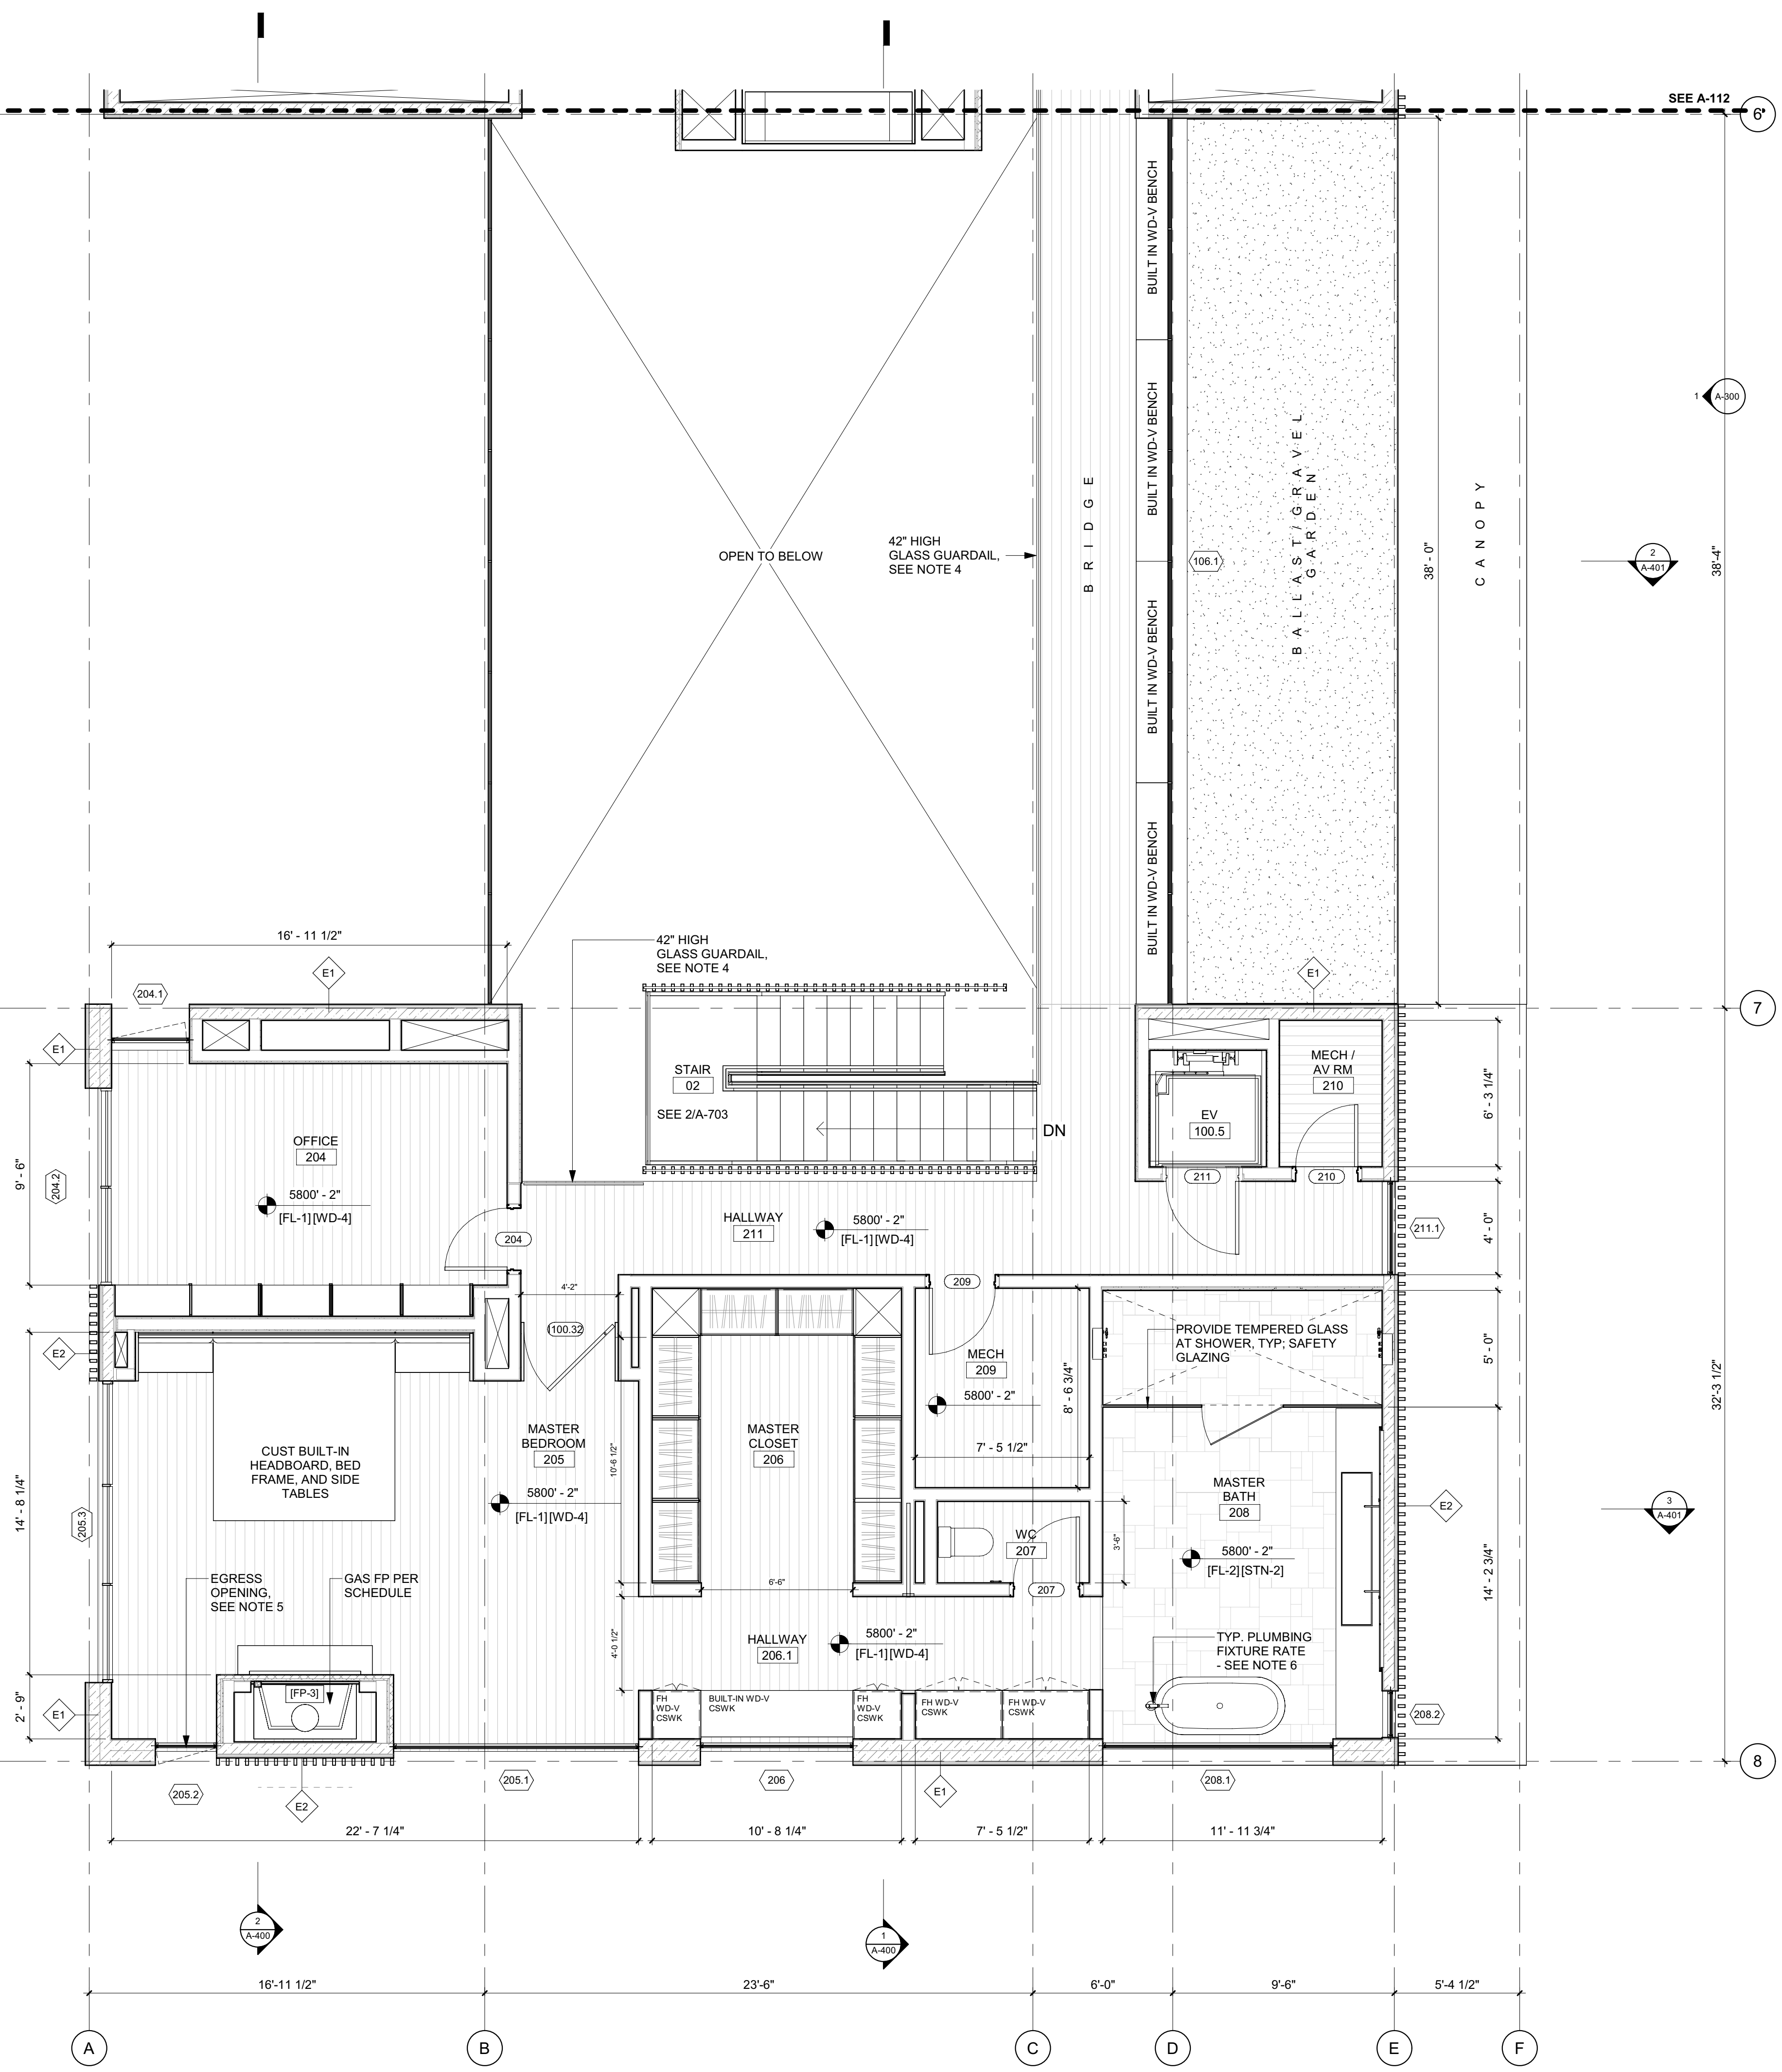 SEE A-112
6
BUILT IN WD-V BENCH
BUILT IN WD-V BENCH
BUILT IN WD-V BENCH
BUILT IN WD-V BENCH
1
A-300
BRIDGE
BALLAST/GRAVEL
GARDEN
CANOPY
38' - 0"
38'-4"
OPEN TO BELOW
42" HIGH
GLASS GUARDAIL,
SEE NOTE 4
106.1
2
A-401
16' - 11 1/2"
42" HIGH
GLASS GUARDAIL,
SEE NOTE 4
E1
E1
204.1
7
E1
STAIR
02
SEE 2/A-703
DN
MECH /
AV RM
210
EV
100.5
6' - 3 1/4"
OFFICE
204
9' - 6"
204.2
5800' - 2"
[FL-1][WD-4]
211
210
HALLWAY
211
5800' - 2"
[FL-1][WD-4]
204
211.1
4' - 0"
209
4'-2"
I100.32
E2
PROVIDE TEMPERED GLASS
AT SHOWER, TYP; SAFETY
GLAZING
5' - 0"
MECH
209
5800' - 2"
8' - 6 3/4"
32'-3 1/2"
CUST BUILT-IN
HEADBOARD, BED
FRAME, AND SIDE
TABLES
MASTER
BEDROOM
205
10'-6 1/2"
MASTER
CLOSET
206
7' - 5 1/2"
14' - 8 1/4"
205.3
5800' - 2"
[FL-1][WD-4]
MASTER
BATH
208
E2
3
A-401
WC
207
3'-6"
5800' - 2"
[FL-2][STN-2]
EGRESS
OPENING,
SEE NOTE 5
GAS FP PER
SCHEDULE
6'-6"
207
14' - 2 3/4"
4'-0 1/2"
HALLWAY
206.1
5800' - 2"
[FL-1][WD-4]
TYP. PLUMBING
FIXTURE RATE
- SEE NOTE 6
2' - 9"
E1
[FP-3]
FH
WD-V
CSWK
BUILT-IN WD-V
CSWK
FH
WD-V
CSWK
FH WD-V
CSWK
FH WD-V
CSWK
208.2
8
205.2
E2
205.1
206
E1
208.1
22' - 7 1/4"
10' - 8 1/4"
7' - 5 1/2"
11' - 11 3/4"
2
A-400
1
A-400
16'-11 1/2"
23'-6"
6'-0"
9'-6"
5'-4 1/2"
A
B
C
D
E
F